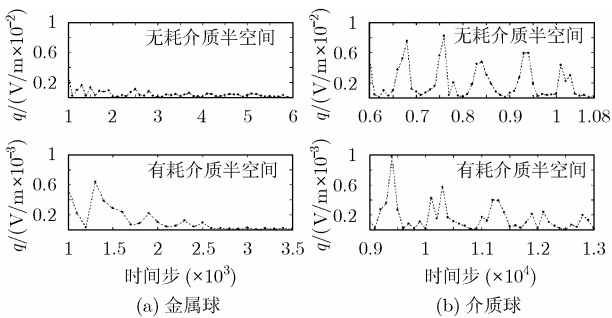 q/(V/m×10⁻²)
1
0.6
0.2
无耗介质半空间
1 2 3 4 5 6
q/(V/m×10⁻²)
1
0.6
0.2
无耗介质半空间
0.6 0.7 0.8 0.9 1 1.08
q/(V/m×10⁻³)
1
0.6
0.2
有耗介质半空间
1 1.5 2 2.5 3 3.5
时间步 (×10³)
(a) 金属球
q/(V/m×10⁻³)
1
0.6
0.2
有耗介质半空间
0.9 1 1.1 1.2 1.3
时间步 (×10⁴)
(b) 介质球